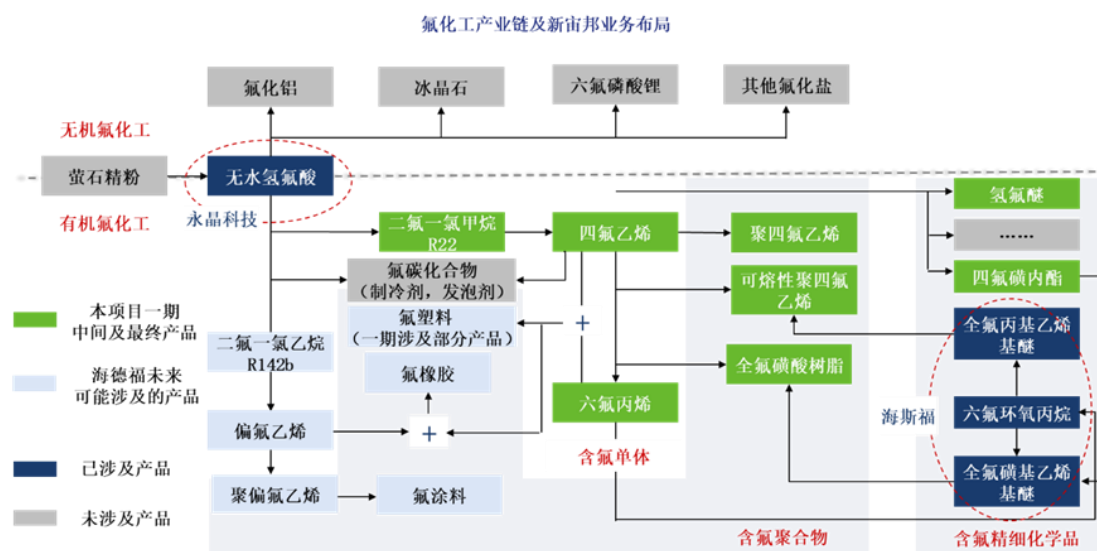 氟化工产业链及新宙邦业务布局
氟化铝
冰晶石
六氟磷酸锂
其他氟化盐
无机氟化工
萤石精粉
无水氢氟酸
永晶科技
有机氟化工
二氟一氯甲烷
R22
四氟乙烯
聚四氟乙烯
氢氟醚
......
四氟磺内酯
氟碳化合物
（制冷剂，发泡剂）
可熔性聚四氟
乙烯
本项目一期
中间及最终产品
氟塑料
（一期涉及部分产品）
+
全氟丙基乙烯
基醚
二氟一氯乙烷
R142b
氟橡胶
全氟磺酸树脂
海德福未来
可能涉及的产品
六氟丙烯
海斯福
六氟环氧丙烷
偏氟乙烯
+
含氟单体
已涉及产品
全氟磺基乙烯
基醚
聚偏氟乙烯
氟涂料
未涉及产品
含氟聚合物
含氟精细化学品